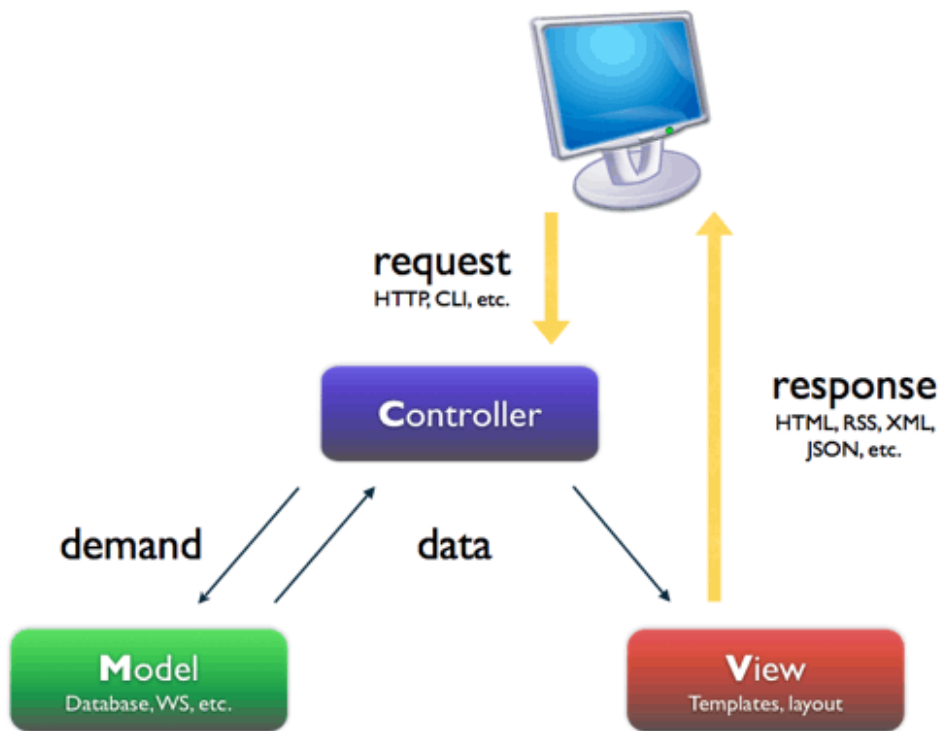 request
HTTP, CLI, etc.
Controller
response
HTML, RSS, XML,
JSON, etc.
demand
data
Model
Database, WS, etc.
View
Templates, layout